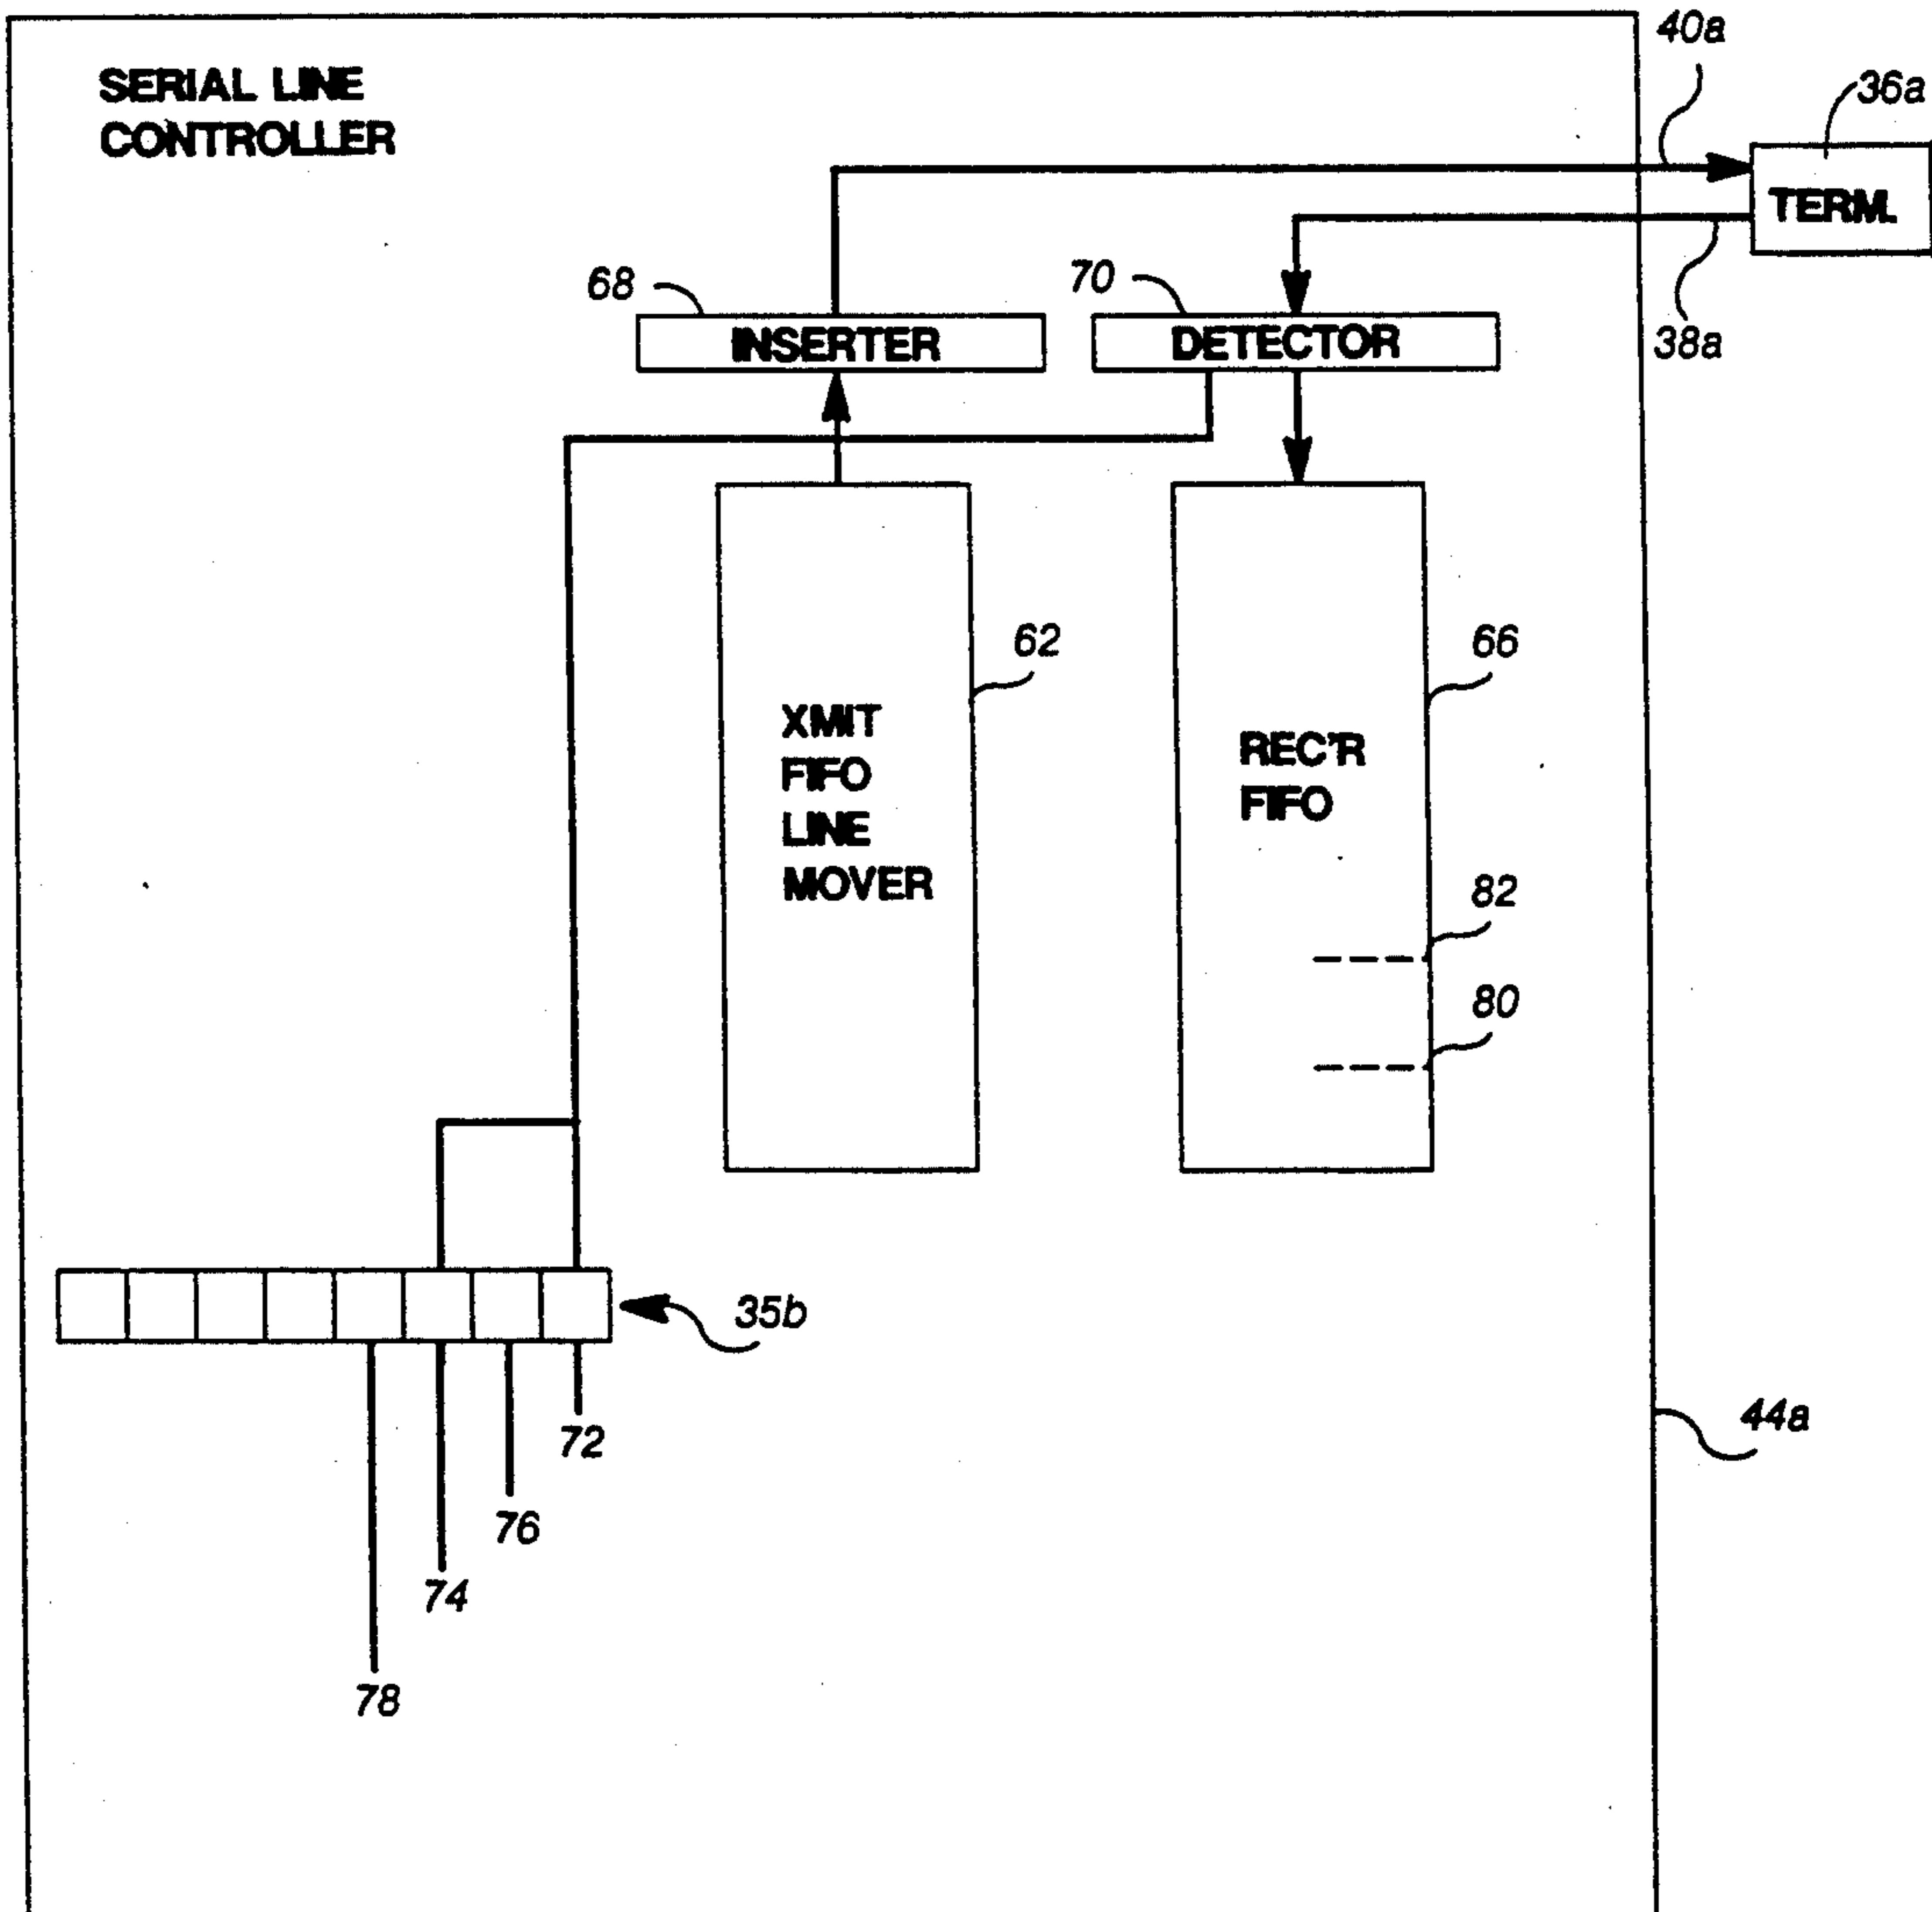 40a
SERIAL LINE
CONTROLLER
36a
TERM.
68
70
INSERTER
DETECTOR
38a
62
66
XMIT
FIFO
LINE
MOVER
REC'R
FIFO
82
80
35b
44a
72
76
74
78